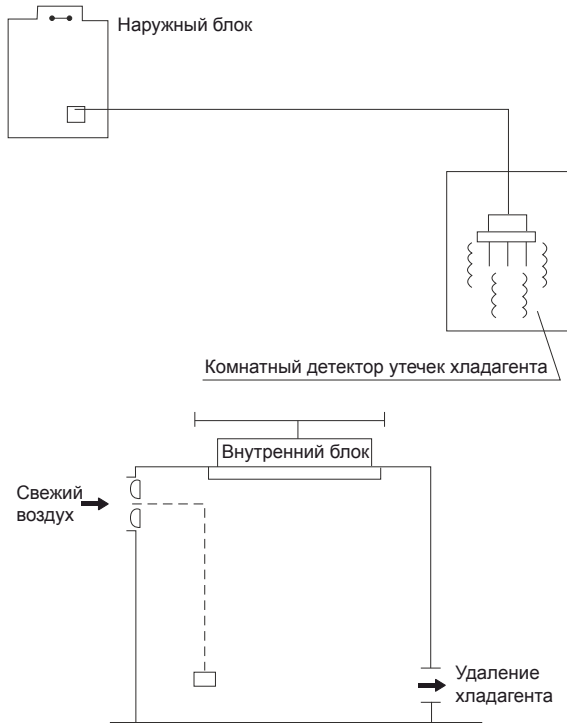 Наружный блок
Комнатный детектор утечек хладагента
Внутренний блок
Свежий
воздух
Удаление
хладагента